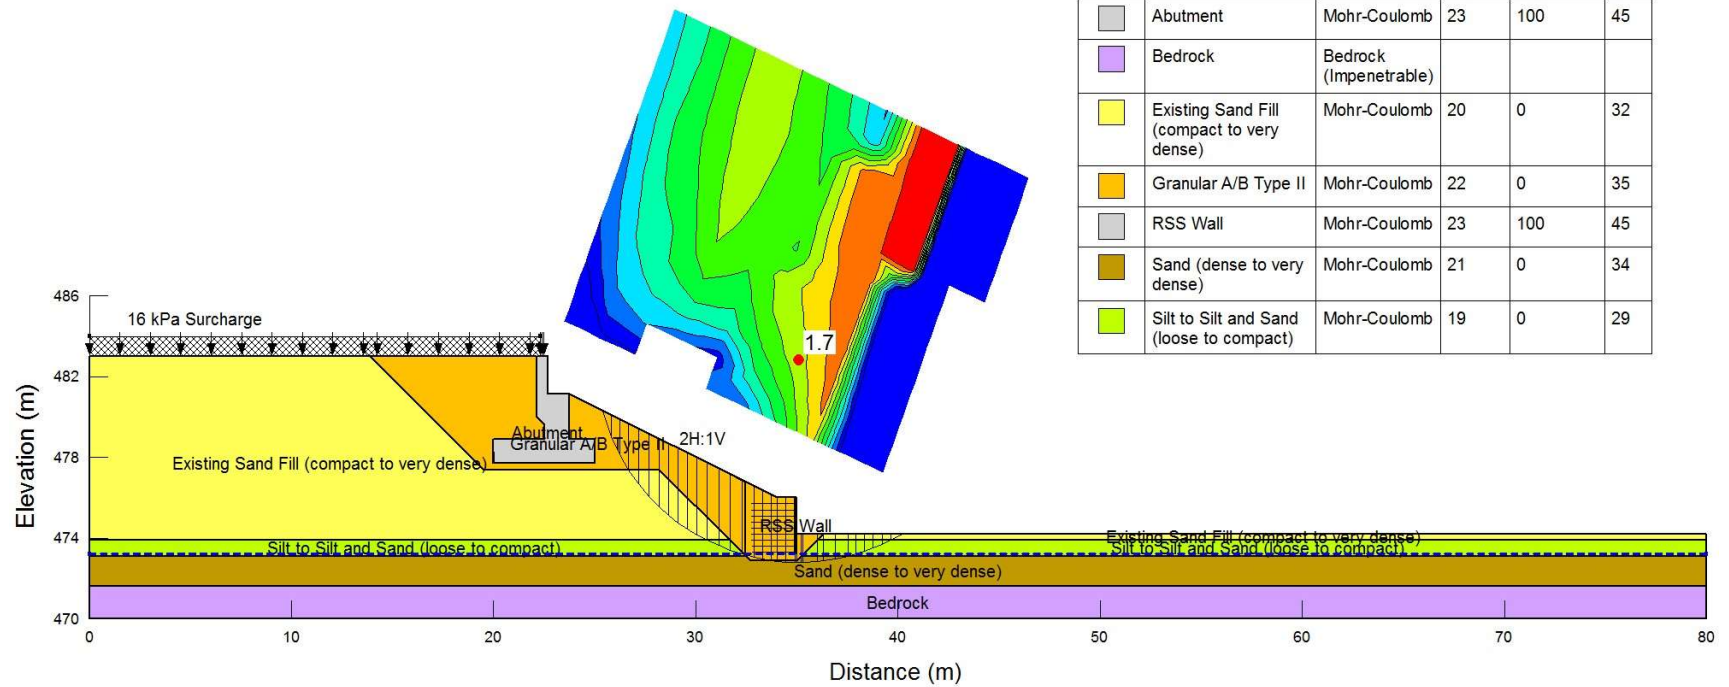 Abutment Mohr-Coulomb 23 100 45
Bedrock Bedrock
(Impenetrable)
Existing Sand Fill Mohr-Coulomb 20 0 32
(compact to very
dense)
Granular A/B Type II Mohr-Coulomb 22 0 35
RSS Wall Mohr-Coulomb 23 100 45
Sand (dense to very Mohr-Coulomb 21 0 34
dense)
Silt to Silt and Sand Mohr-Coulomb 19 0 29
(loose to compact)
1.7
486
16 kPa Surcharge
482
Abutment
2H:1V
Granular A/B Type II
478
Existing Sand Fill (compact to very dense)
Elevation (m)
RSS Wall
474
Existing Sand Fill (compact to very dense)
Silt to Silt and Sand (loose to compact)
Silt to Silt and Sand (loose to compact)
Sand (dense to very dense)
Bedrock
470
0 10 20 30 40 50 60 70 80
Distance (m)